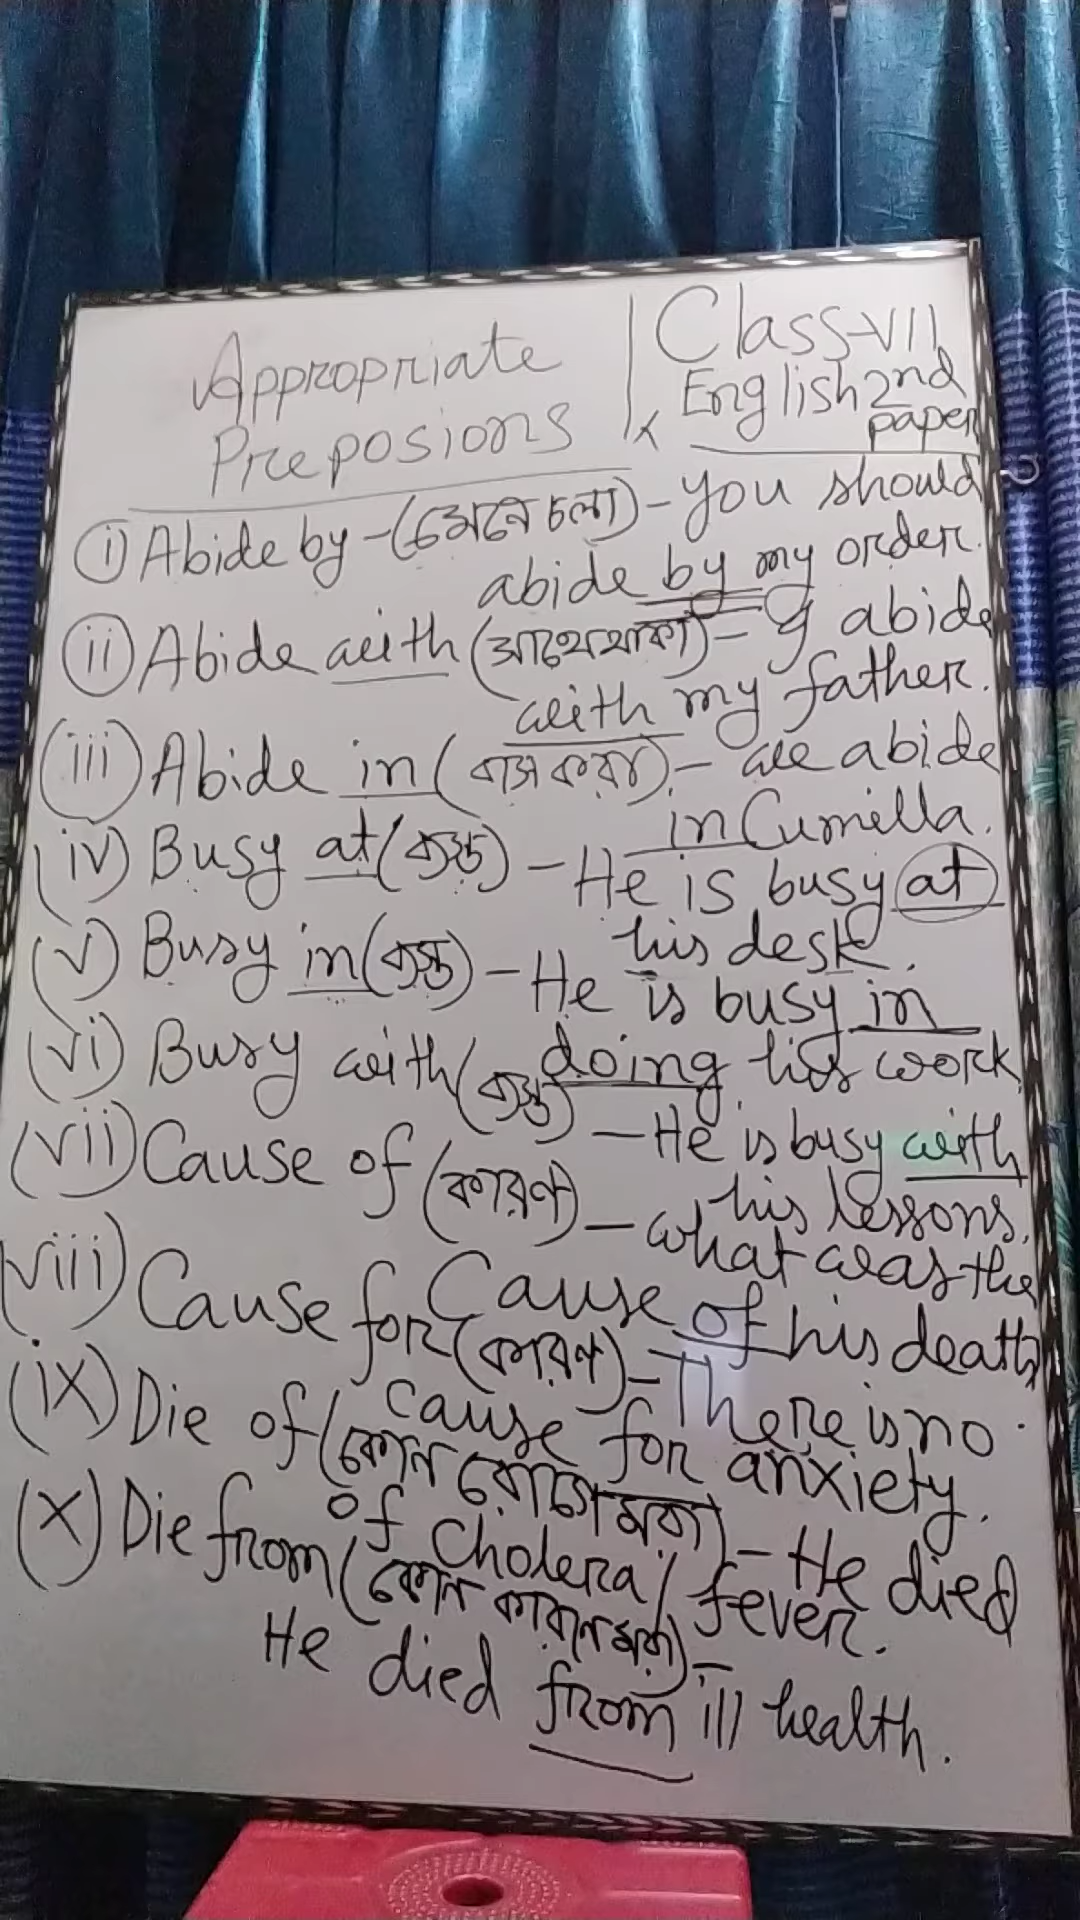 Appropriate
Preposions
Class-VII
English 2nd
paper
(i) Abide by - (মেনে চলা) - you should
abide by my order.
(ii) Abide with (সাথে থাকা) - I abide
with my father.
(iii) Abide in (বাস করা) - we abide
in Cumilla.
(iv) Busy at (ব্যস্ত) - He is busy at
his desk.
(v) Busy in (ব্যস্ত) - He is busy in
doing his work.
(vi) Busy with (ব্যস্ত) - He is busy with
his lessons.
(vii) Cause of (কারণ) - what was the
Cause of his death?
(viii) Cause for (কারণ) - There is no
cause for anxiety.
(ix) Die of (কোন রোগে মরা) - He died
of Cholera / fever.
(x) Die from (কোন কারনে মরা) -
He died from ill health.